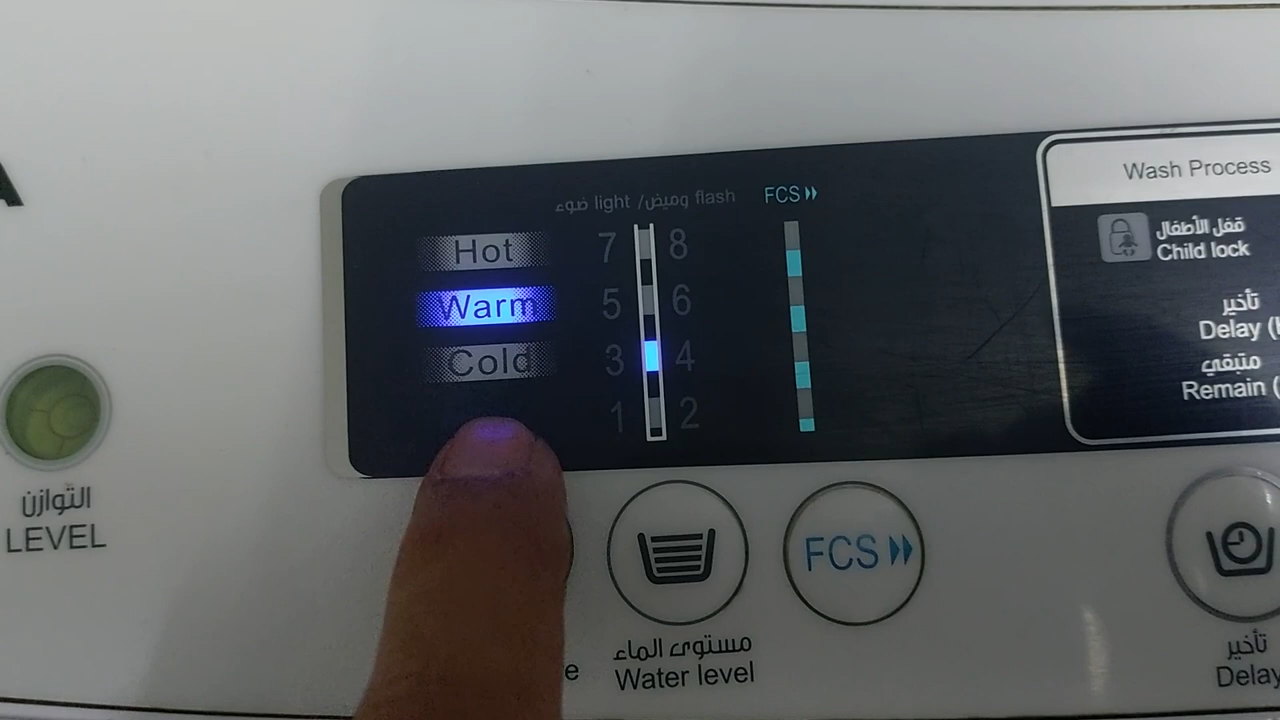 A
ضوء light / وميض flash
FCS
Hot
Warm
Cold
7 8
5 6
3 4
1 2
Wash Process
قفل الأطفال
Child lock
تأخير
Delay (
متبقي
Remain (
التوازن
LEVEL
FCS
e
مستوى الماء
Water level
تأخير
Delay